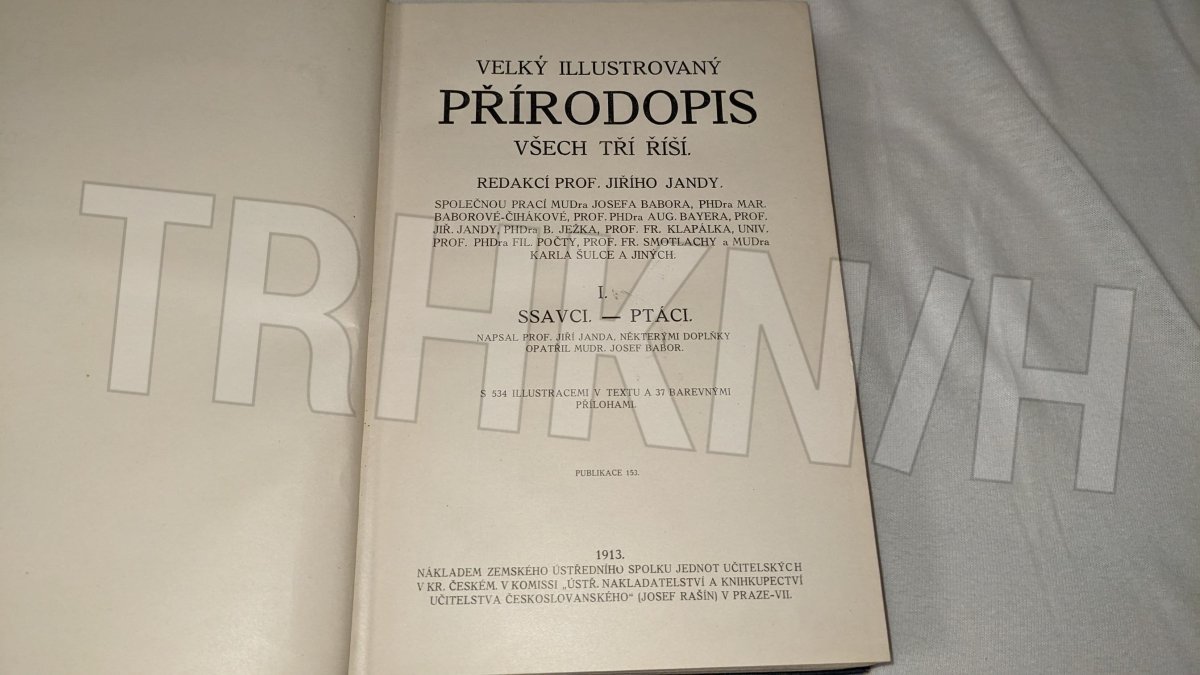 VELKÝ ILLUSTROVANÝ
PŘÍRODOPIS
VŠECH TŘÍ ŘÍŠÍ.
REDAKCÍ PROF. JIŘÍHO JANDY.
SPOLEČNOU PRACÍ MUDra JOSEFA BABORA, PHDra MAR.
BABOROVÉ-ČIHÁKOVÉ, PROF. PHDra AUG. BAYERA, PROF.
JIŘ. JANDY, PHDra B. JEŽKA, PROF. FR. KLAPÁLKA, UNIV.
PROF. PHDra FIL. POČTY, PROF. FR. SMOTLACHY a MUDra
KARLA ŠULCE A JINÝCH.
I.
SSAVCI. — PTÁCI.
NAPSAL PROF. JIŘÍ JANDA, NĚKTERÝMI DOPLŇKY
OPATŘIL MUDR. JOSEF BABOR.
S 534 ILLUSTRACEMI V TEXTU A 37 BAREVNÝMI
PŘÍLOHAMI.
PUBLIKACE 153.
1913.
NÁKLADEM ZEMSKÉHO ÚSTŘEDNÍHO SPOLKU JEDNOT UČITELSKÝCH
V KR. ČESKÉM. V KOMISSI „ÚSTŘ. NAKLADATELSTVÍ A KNIHKUPECTVÍ
UČITELSTVA ČESKOSLOVANSKÉHO“ (JOSEF RAŠÍN) V PRAZE-VII.
TRHKNIH